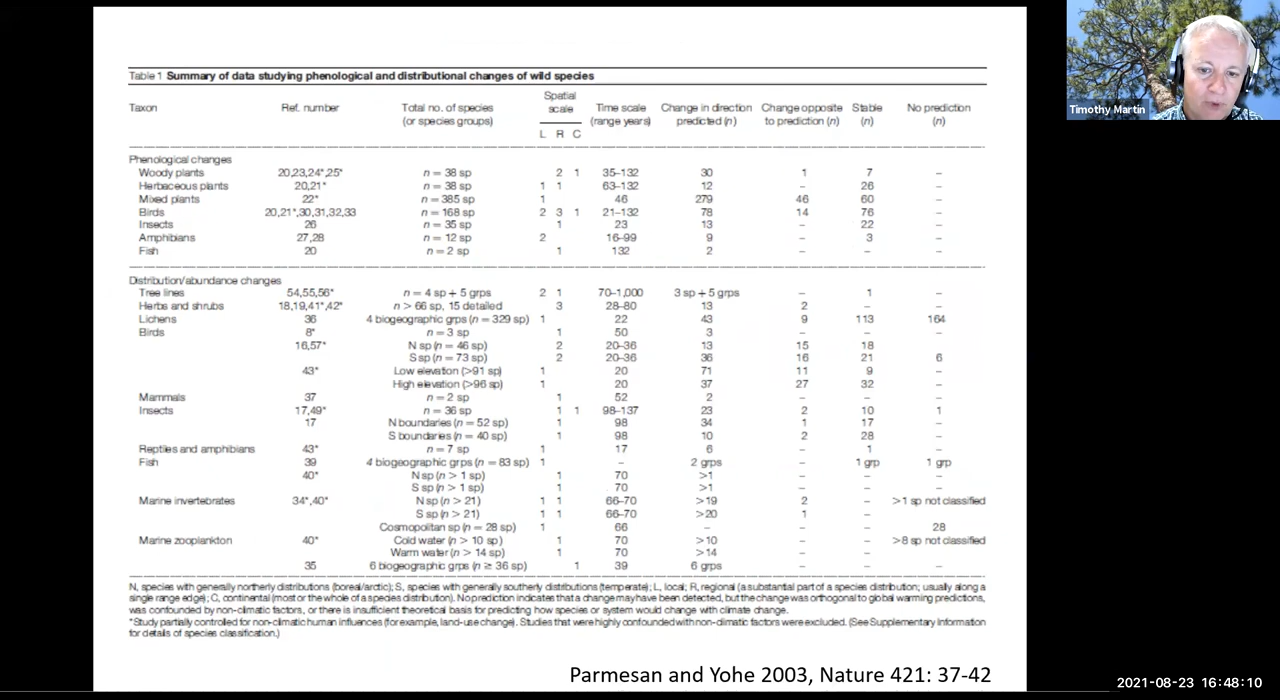 Timothy Martin
Table 1 Summary of data studying phenological and distributional changes of wild species
Taxon Ref. number Total no. of species (or species groups) Spatial scale L R C Time scale (range years) Change in direction predicted (n) Change opposite to prediction (n) Stable (n) No prediction (n)
Phenological changes
Woody plants 20,23,24*,25* n = 38 sp 2 1 35–132 30 1 7 –
Herbaceous plants 20,21* n = 38 sp 1 1 63–132 12 – 26 –
Mixed plants 22* n = 385 sp 1 46 279 46 60 –
Birds 20,21*,30,31,32,33 n = 168 sp 2 3 1 21–132 78 14 76 –
Insects 26 n = 35 sp 1 23 13 – 22 –
Amphibians 27,28 n = 12 sp 2 16–99 9 – 3 –
Fish 20 n = 2 sp 1 132 2 – – –
Distribution/abundance changes
Tree lines 54,55,56* n = 4 sp + 5 grps 2 1 70–1,000 3 sp + 5 grps – 1 –
Herbs and shrubs 18,19,41*,42* n > 66 sp, 15 detailed 3 28–80 13 2 – –
Lichens 36 4 biogeographic grps (n = 329 sp) 1 22 43 9 113 164
Birds 8* n = 3 sp 1 50 3 – – –
16,57* N sp (n = 46 sp) 2 20–36 13 15 18 –
S sp (n = 73 sp) 2 20–36 36 16 21 6
43* Low elevation (>91 sp) 1 20 71 11 9 –
High elevation (>96 sp) 1 20 37 27 32 –
Mammals 37 n = 2 sp 1 52 2 – – –
Insects 17,49* n = 36 sp 1 1 98–137 23 2 10 1
17 N boundaries (n = 52 sp) 1 98 34 1 17 –
S boundaries (n = 40 sp) 1 98 10 2 28 –
Reptiles and amphibians 43* n = 7 sp 1 17 6 – 1 –
Fish 39 4 biogeographic grps (n = 83 sp) 1 – 2 grps – 1 grp 1 grp
40* N sp (n > 1 sp) 1 70 >1 – – –
S sp (n > 1 sp) 1 70 >1 – – –
Marine invertebrates 34*,40* N sp (n > 21) 1 1 66–70 >19 2 – >1 sp not classified
S sp (n > 21) 1 1 66–70 >20 1 – –
Cosmopolitan sp (n = 28 sp) 1 66 – – – 28
Marine zooplankton 40* Cold water (n > 10 sp) 1 70 >10 – – >8 sp not classified
Warm water (n > 14 sp) 1 70 >14 – – –
35 6 biogeographic grps (n ≥ 36 sp) 1 39 6 grps – – –
N, species with generally northerly distributions (boreal/arctic); S, species with generally southerly distributions (temperate); L, local; R, regional (a substantial part of a species distribution; usually along a
single range edge); C, continental (most or the whole of a species distribution). No prediction indicates that a change may have been detected, but the change was orthogonal to global warming predictions,
was confounded by non-climatic factors, or there is insufficient theoretical basis for predicting how species or system would change with climate change.
*Study partially controlled for non-climatic human influences (for example, land-use change). Studies that were highly confounded with non-climatic factors were excluded. (See Supplementary Information
for details of species classification.)
Parmesan and Yohe 2003, Nature 421: 37-42
2021-08-23 16:48:10